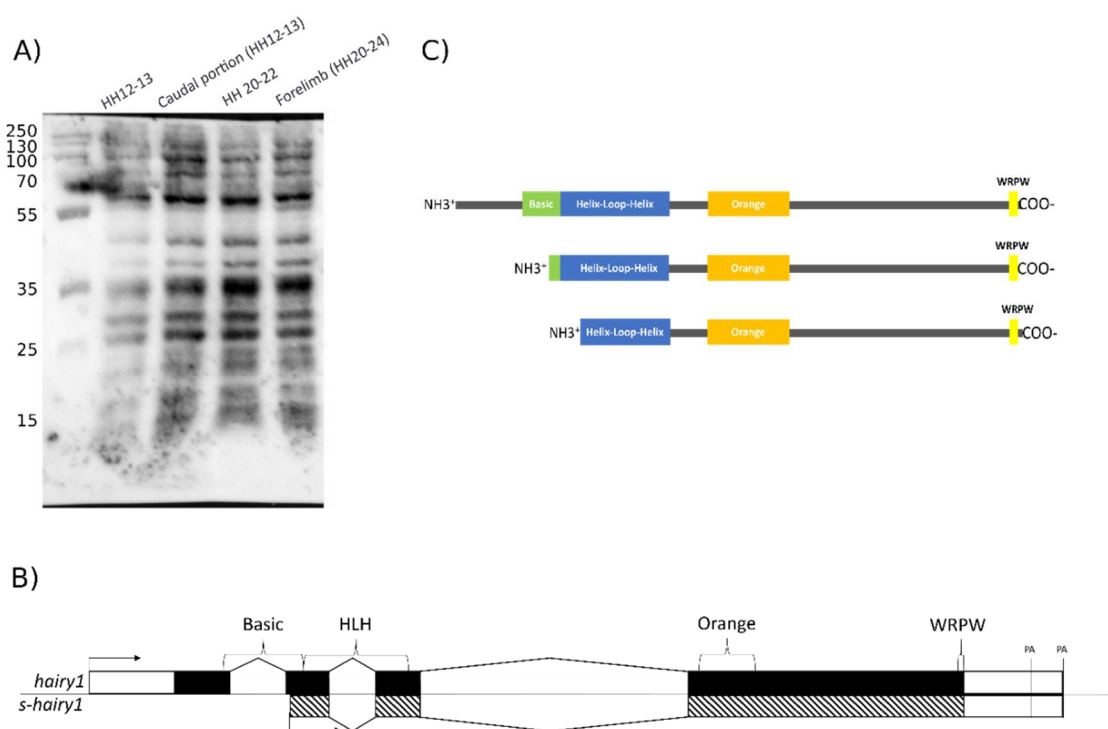 A)
HH12-13
Caudal portion (HH12-13)
HH 20-22
Forelimb (HH20-24)
250
130
100
70
55
35
25
15
C)
WRPW
NH3+ Basic Helix-Loop-Helix Orange COO-
WRPW
NH3+ Helix-Loop-Helix Orange COO-
WRPW
NH3+ Helix-Loop-Helix Orange COO-
B)
Basic HLH Orange WRPW
PA PA
hairy1
s-hairy1